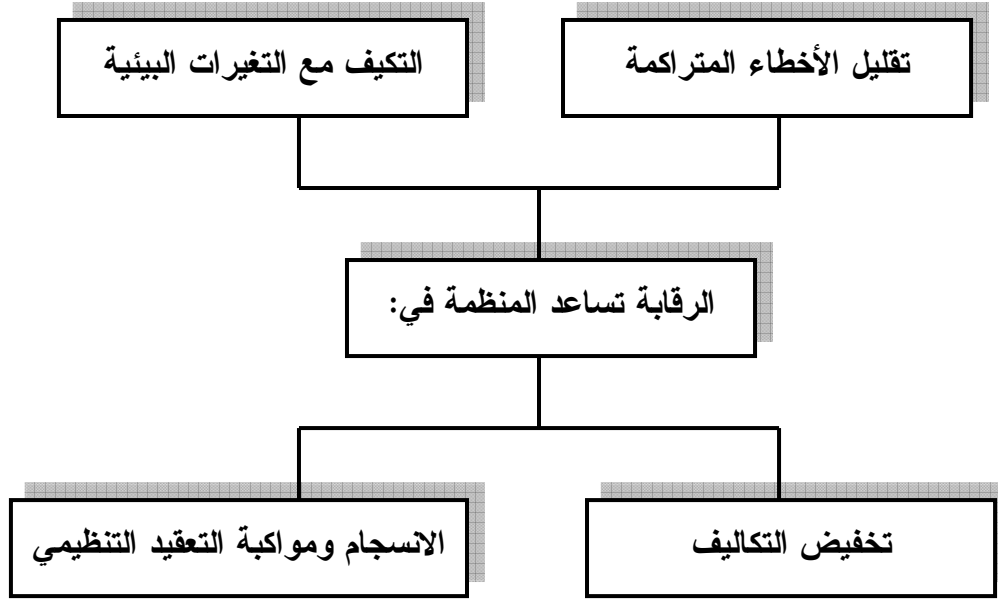 تقليل الأخطاء المتراكمة
التكيف مع التغيرات البيئية
الرقابة تساعد المنظمة في:
تخفيض التكاليف
الانسجام ومواكبة التعقيد التنظيمي